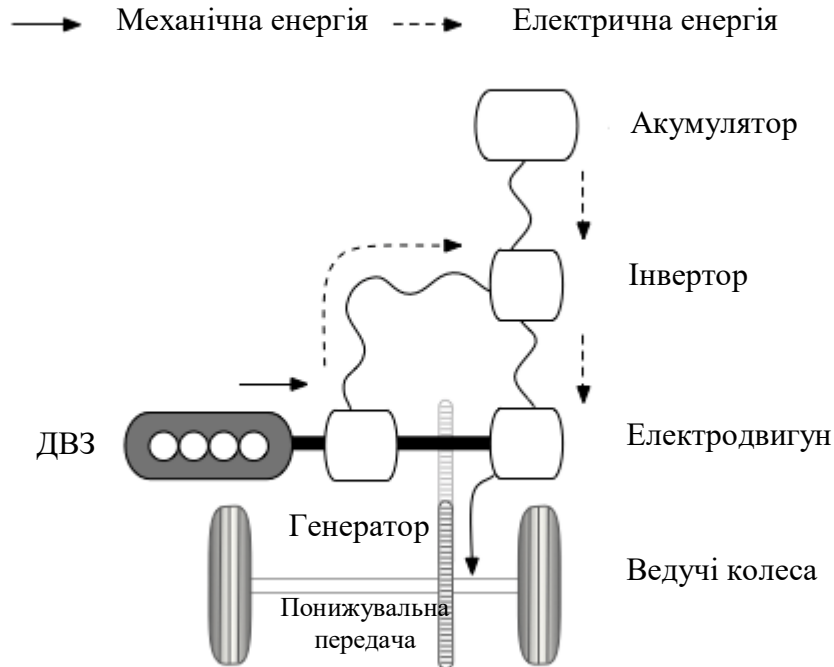 Механічна енергія
Електрична енергія
Акумулятор
Інвертор
ДВЗ
Електродвигун
Генератор
Ведучі колеса
Понижувальна
передача